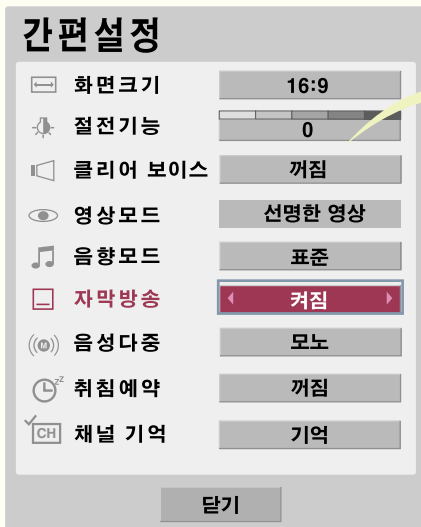 간편설정
화면크기 16:9
절전기능 0
클리어 보이스 꺼짐
영상모드 선명한 영상
음향모드 표준
자막방송 켜짐
((M)) 음성다중 모노
zz 취침예약 꺼짐
CH 채널 기억 기억
닫기